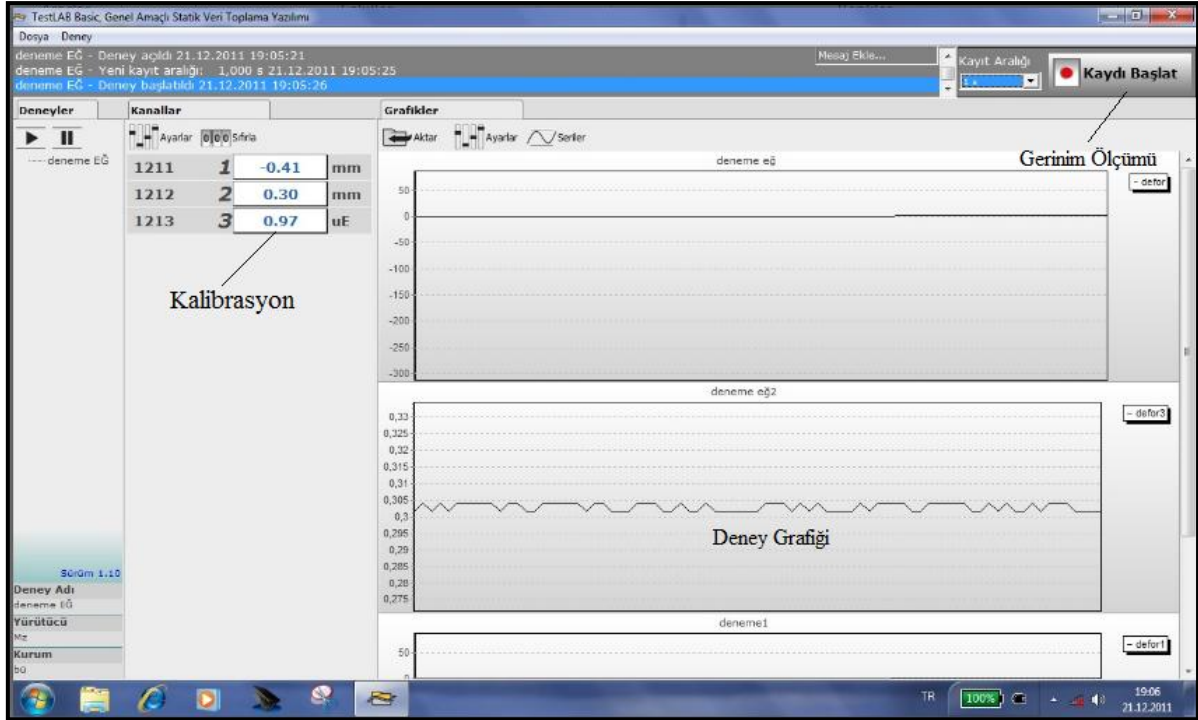 TestLAB Basic, Genel Amaçlı Statik Veri Toplama Yazılımı
Dosya Deney
deneme EĞ - Deney açıldı 21.12.2011 19:05:21
deneme EĞ - Yeni kayıt aralığı: 1,000 s 21.12.2011 19:05:25
deneme EĞ - Deney başlatıldı 21.12.2011 19:05:26
Mesaj Ekle...
Kayıt Aralığı
1 s
Kaydı Başlat
Deneyler
Kanallar
Grafikler
Ayarlar
0 0 0 Sıfırla
Aktar
Ayarlar
Seriler
deneme EĞ
1211 1 -0.41 mm
1212 2 0.30 mm
1213 3 0.97 uE
Kalibrasyon
Gerinim Ölçümü
deneme eğ
- defor
50
0
-50
-100
-150
-200
-250
-300
deneme eğ2
- defor3
0,33
0,325
0,32
0,315
0,31
0,305
0,3
0,295
0,29
0,285
0,28
0,275
Deney Grafiği
deneme1
- defor1
50
0
Sürüm 1.10
Deney Adı
deneme EĞ
Yürütücü
Mz
Kurum
bü
TR
100%
19:06
21.12.2011